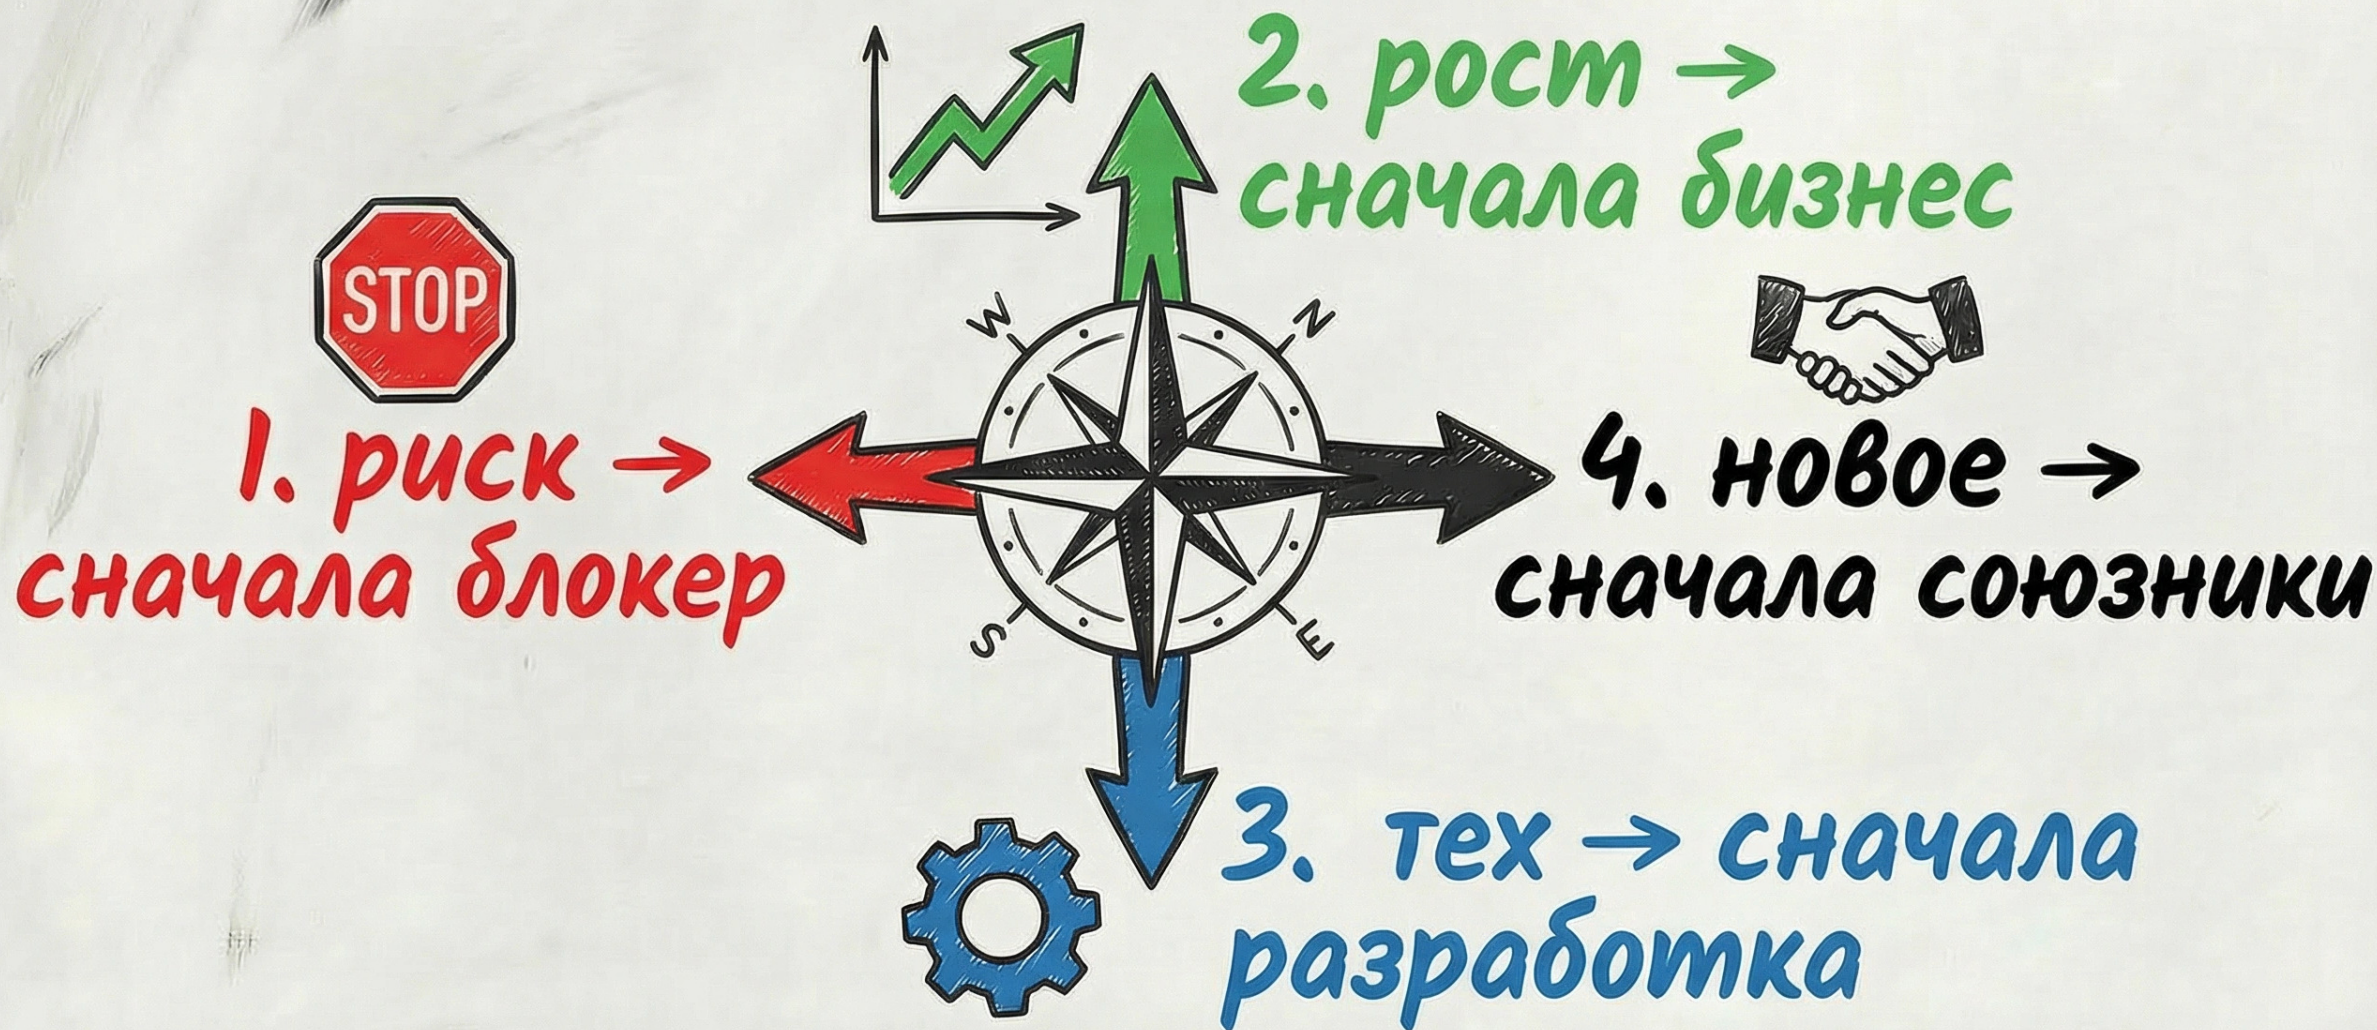 STOP
1. риск →
сначала блокер
2. рост →
сначала бизнес
W
N
S
E
4. новое →
сначала союзники
3. тех → сначала
разработка